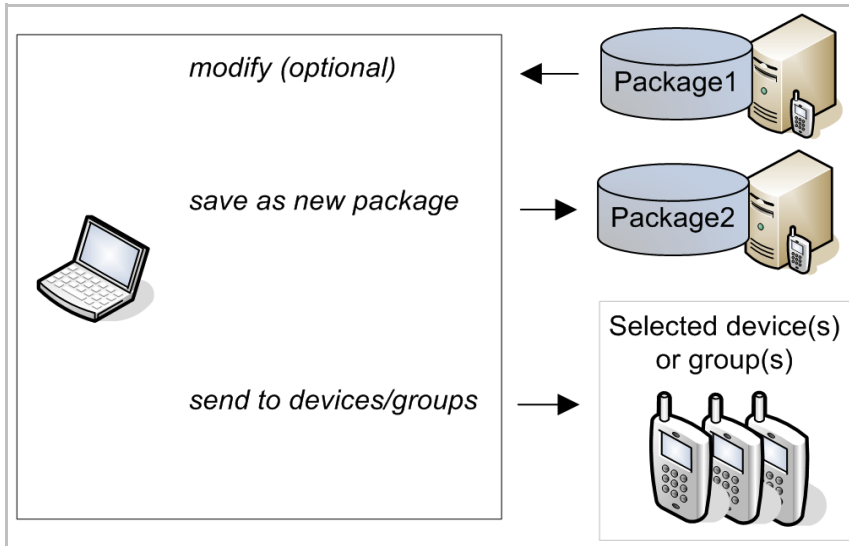 modify (optional)
Package1
save as new package
Package2
Selected device(s)
or group(s)
send to devices/groups